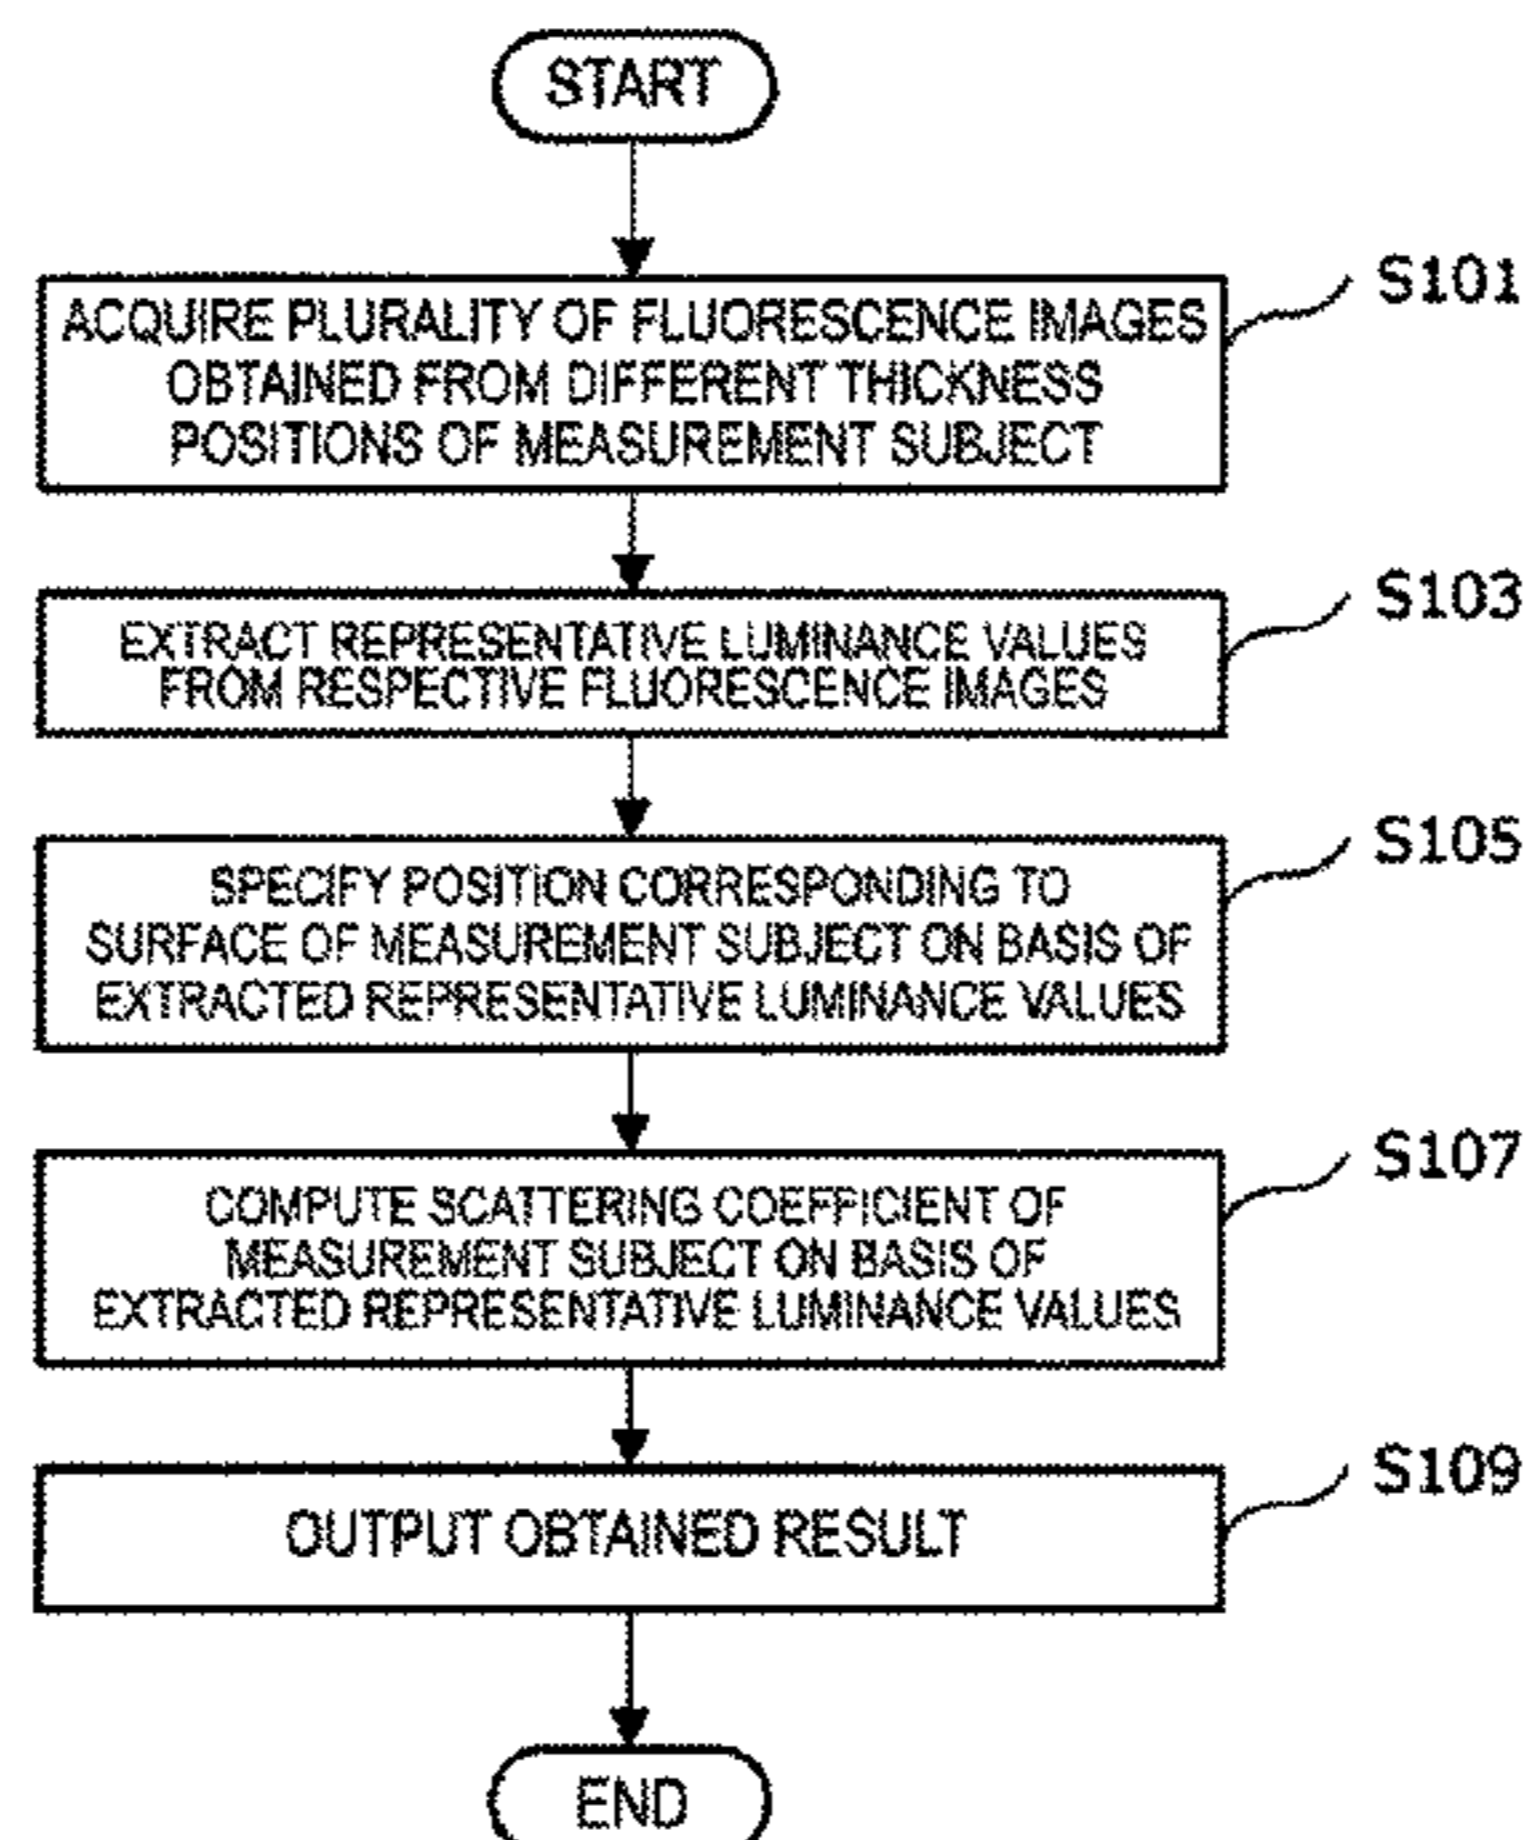 START
ACQUIRE PLURALITY OF FLUORESCENCE IMAGES
OBTAINED FROM DIFFERENT THICKNESS
POSITIONS OF MEASUREMENT SUBJECT
S101
EXTRACT REPRESENTATIVE LUMINANCE VALUES
FROM RESPECTIVE FLUORESCENCE IMAGES
S103
SPECIFY POSITION CORRESPONDING TO
SURFACE OF MEASUREMENT SUBJECT ON BASIS OF
EXTRACTED REPRESENTATIVE LUMINANCE VALUES
S105
COMPUTE SCATTERING COEFFICIENT OF
MEASUREMENT SUBJECT ON BASIS OF
EXTRACTED REPRESENTATIVE LUMINANCE VALUES
S107
OUTPUT OBTAINED RESULT
S109
END